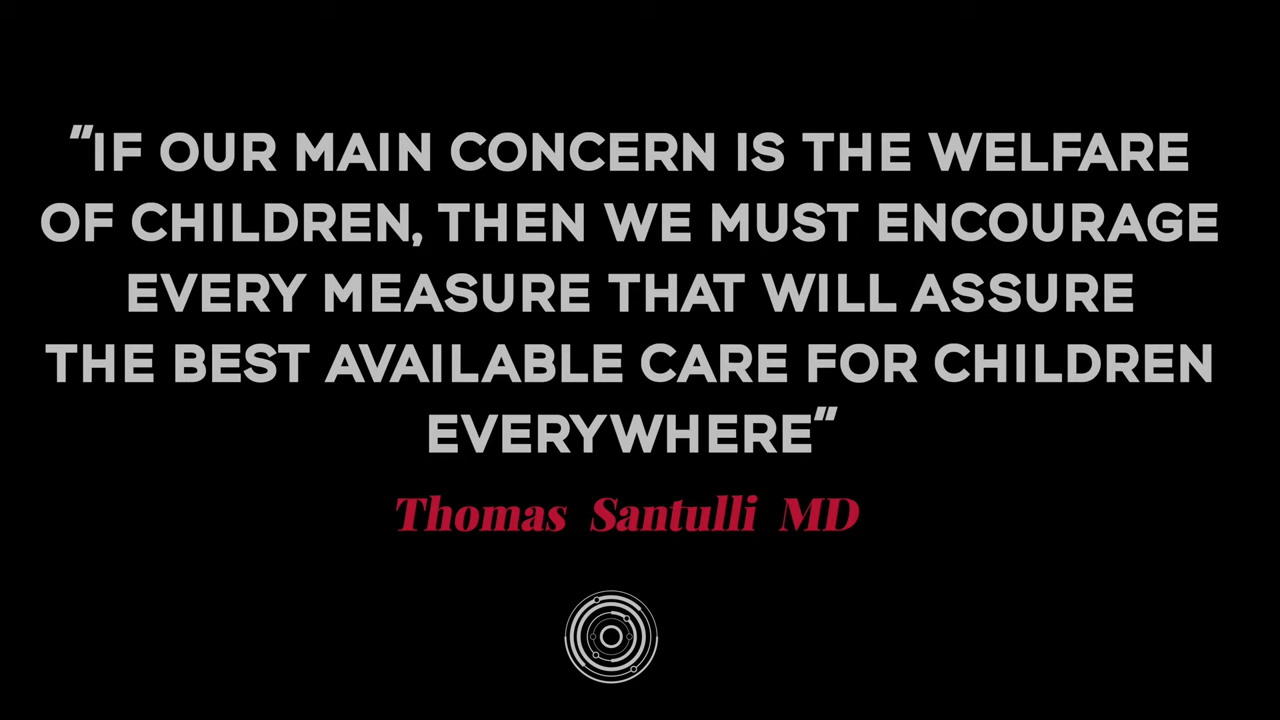 "IF OUR MAIN CONCERN IS THE WELFARE
OF CHILDREN, THEN WE MUST ENCOURAGE
EVERY MEASURE THAT WILL ASSURE
THE BEST AVAILABLE CARE FOR CHILDREN
EVERYWHERE"
Thomas Santulli MD